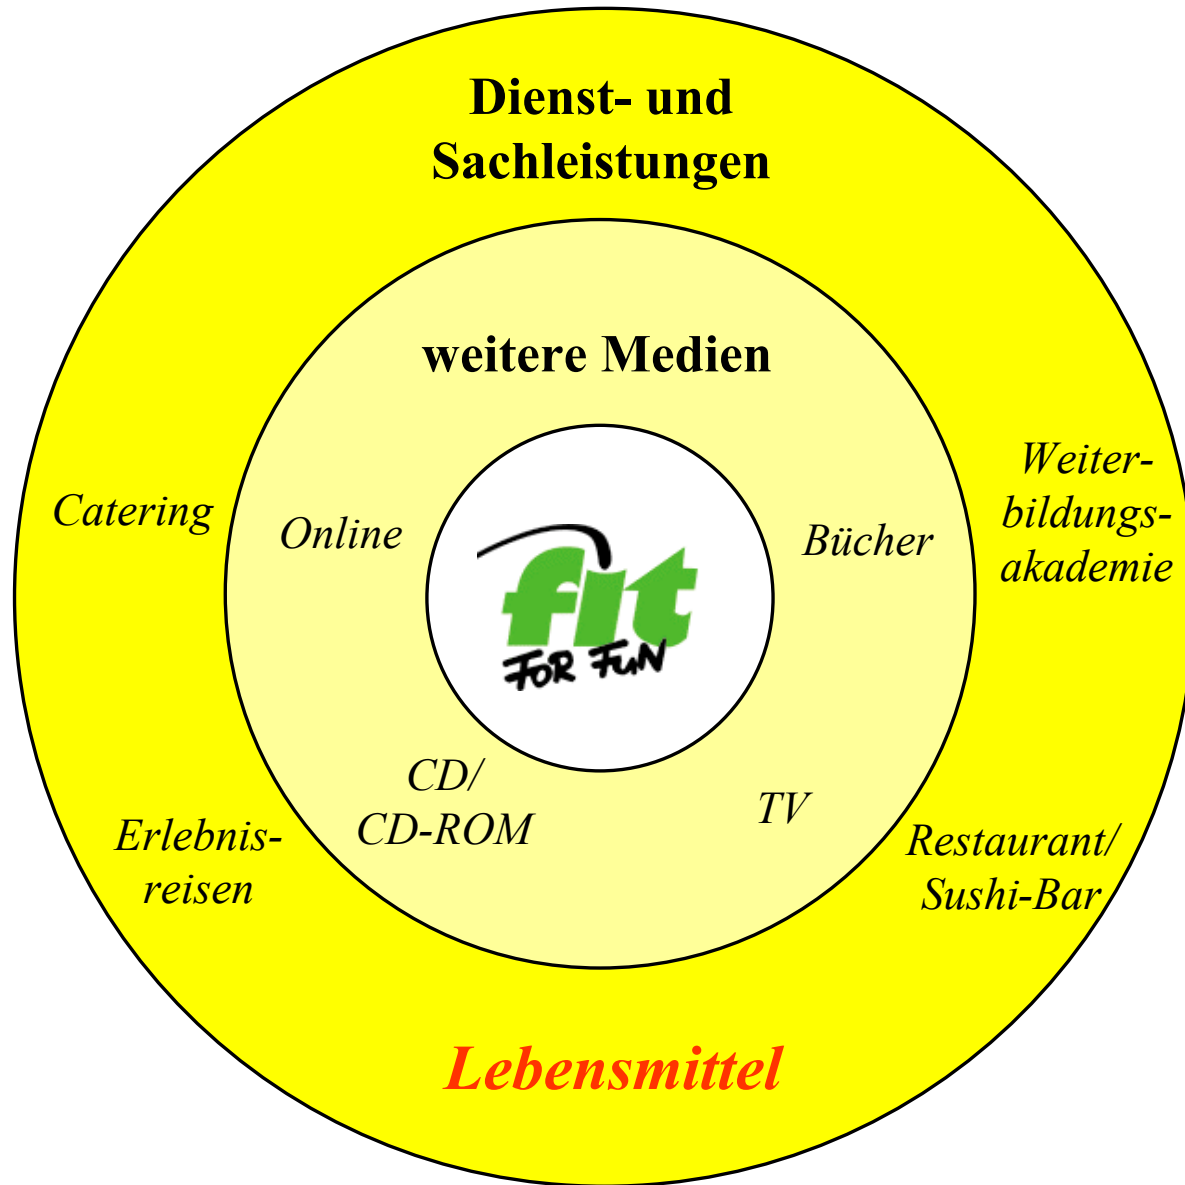 Dienst- und
Sachleistungen
weitere Medien
Catering
Online
fit
FOR FUN
Bücher
Weiter-
bildungs-
akademie
CD/
CD-ROM
TV
Erlebnis-
reisen
Restaurant/
Sushi-Bar
Lebensmittel